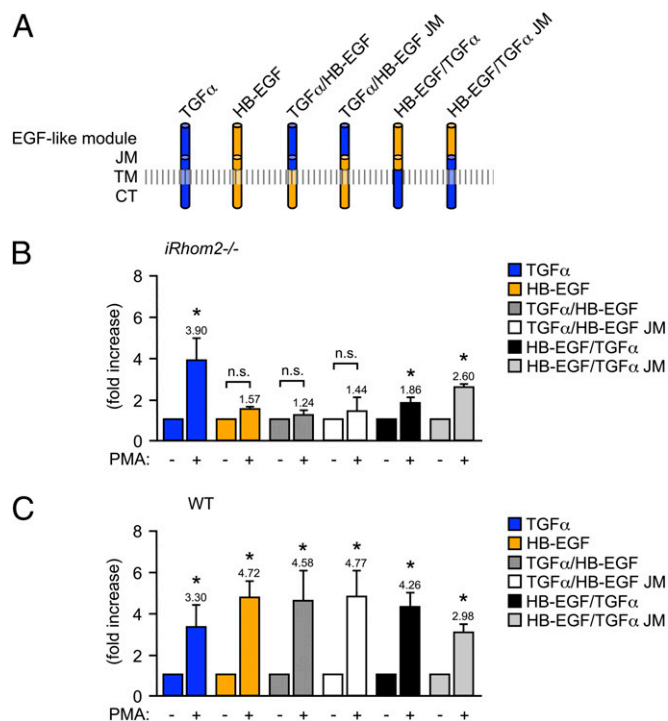 A
TGFα HB-EGF TGFα/HB-EGF TGFα/HB-EGF JM HB-EGF/TGFα HB-EGF/TGFα JM
EGF-like module
JM
TM
CT
B
iRhom2-/-
(fold increase)
8
6
4
2
0
* 3.90
n.s. 1.57
n.s. 1.24
n.s. 1.44
* 1.86
* 2.60
PMA: - + - + - + - + - + - +
TGFα
HB-EGF
TGFα/HB-EGF
TGFα/HB-EGF JM
HB-EGF/TGFα
HB-EGF/TGFα JM
C
WT
(fold increase)
8
6
4
2
0
* 3.30
* 4.72
* 4.58
* 4.77
* 4.26
* 2.98
PMA: - + - + - + - + - + - +
TGFα
HB-EGF
TGFα/HB-EGF
TGFα/HB-EGF JM
HB-EGF/TGFα
HB-EGF/TGFα JM